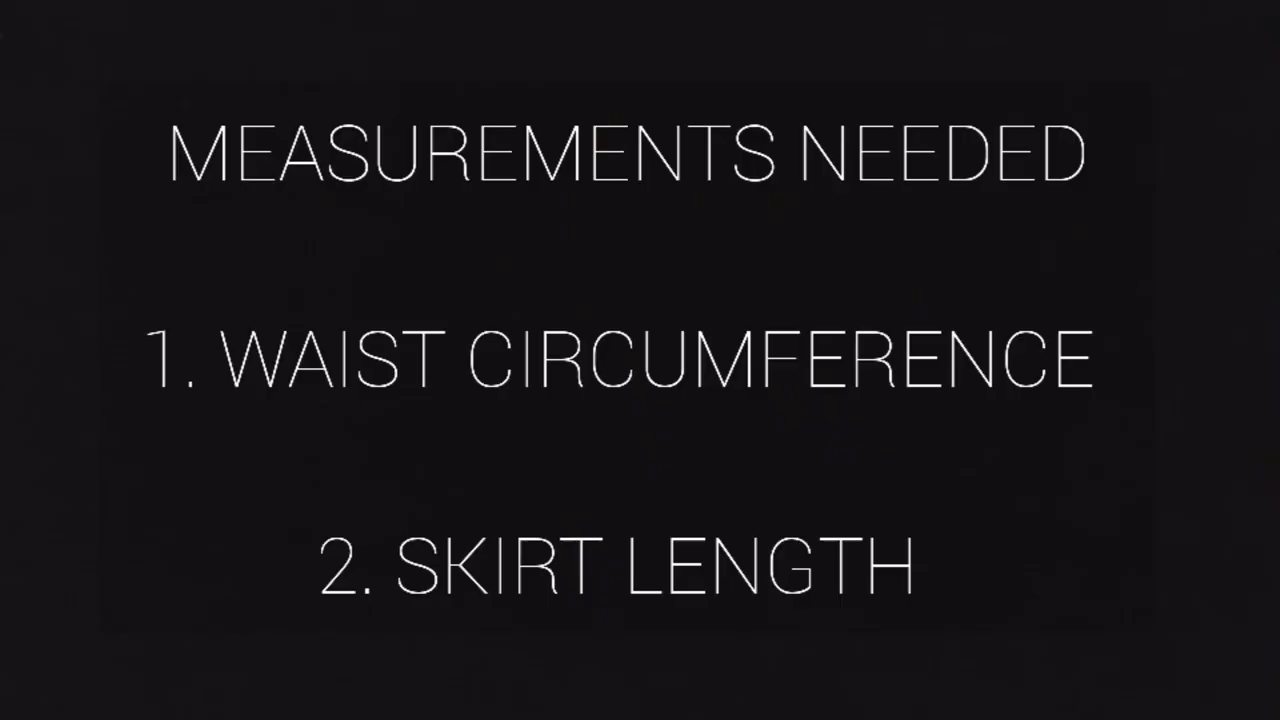 MEASUREMENTS NEEDED
1. WAIST CIRCUMFERENCE
2. SKIRT LENGTH